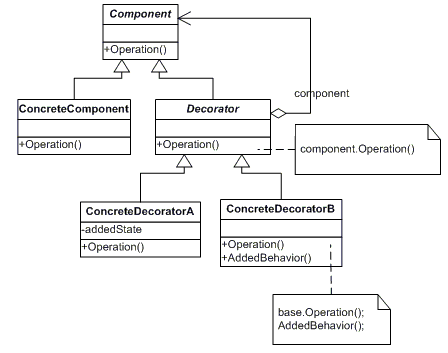 Component
+Operation()
component
ConcreteComponent
+Operation()
Decorator
+Operation()
component.Operation()
ConcreteDecoratorA
-addedState
+Operation()
ConcreteDecoratorB
+Operation()
+AddedBehavior()
base.Operation();
AddedBehavior();